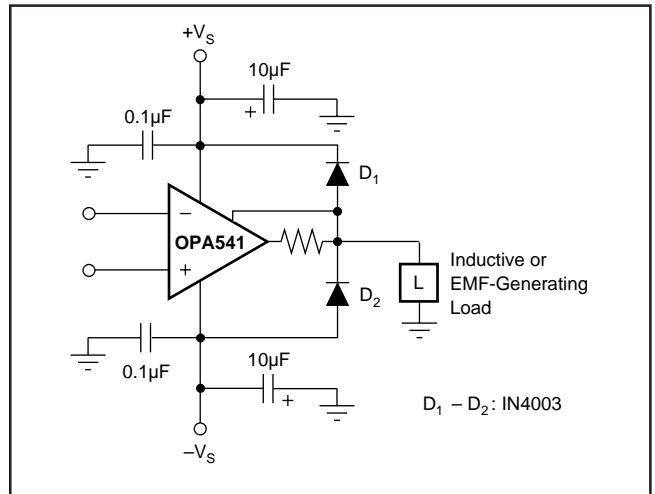 +V_S
10µF
+
0.1µF
D_1
−
OPA541
+
Inductive or
EMF-Generating
Load
L
D_2
0.1µF
10µF
+
D_1 – D_2: IN4003
–V_S